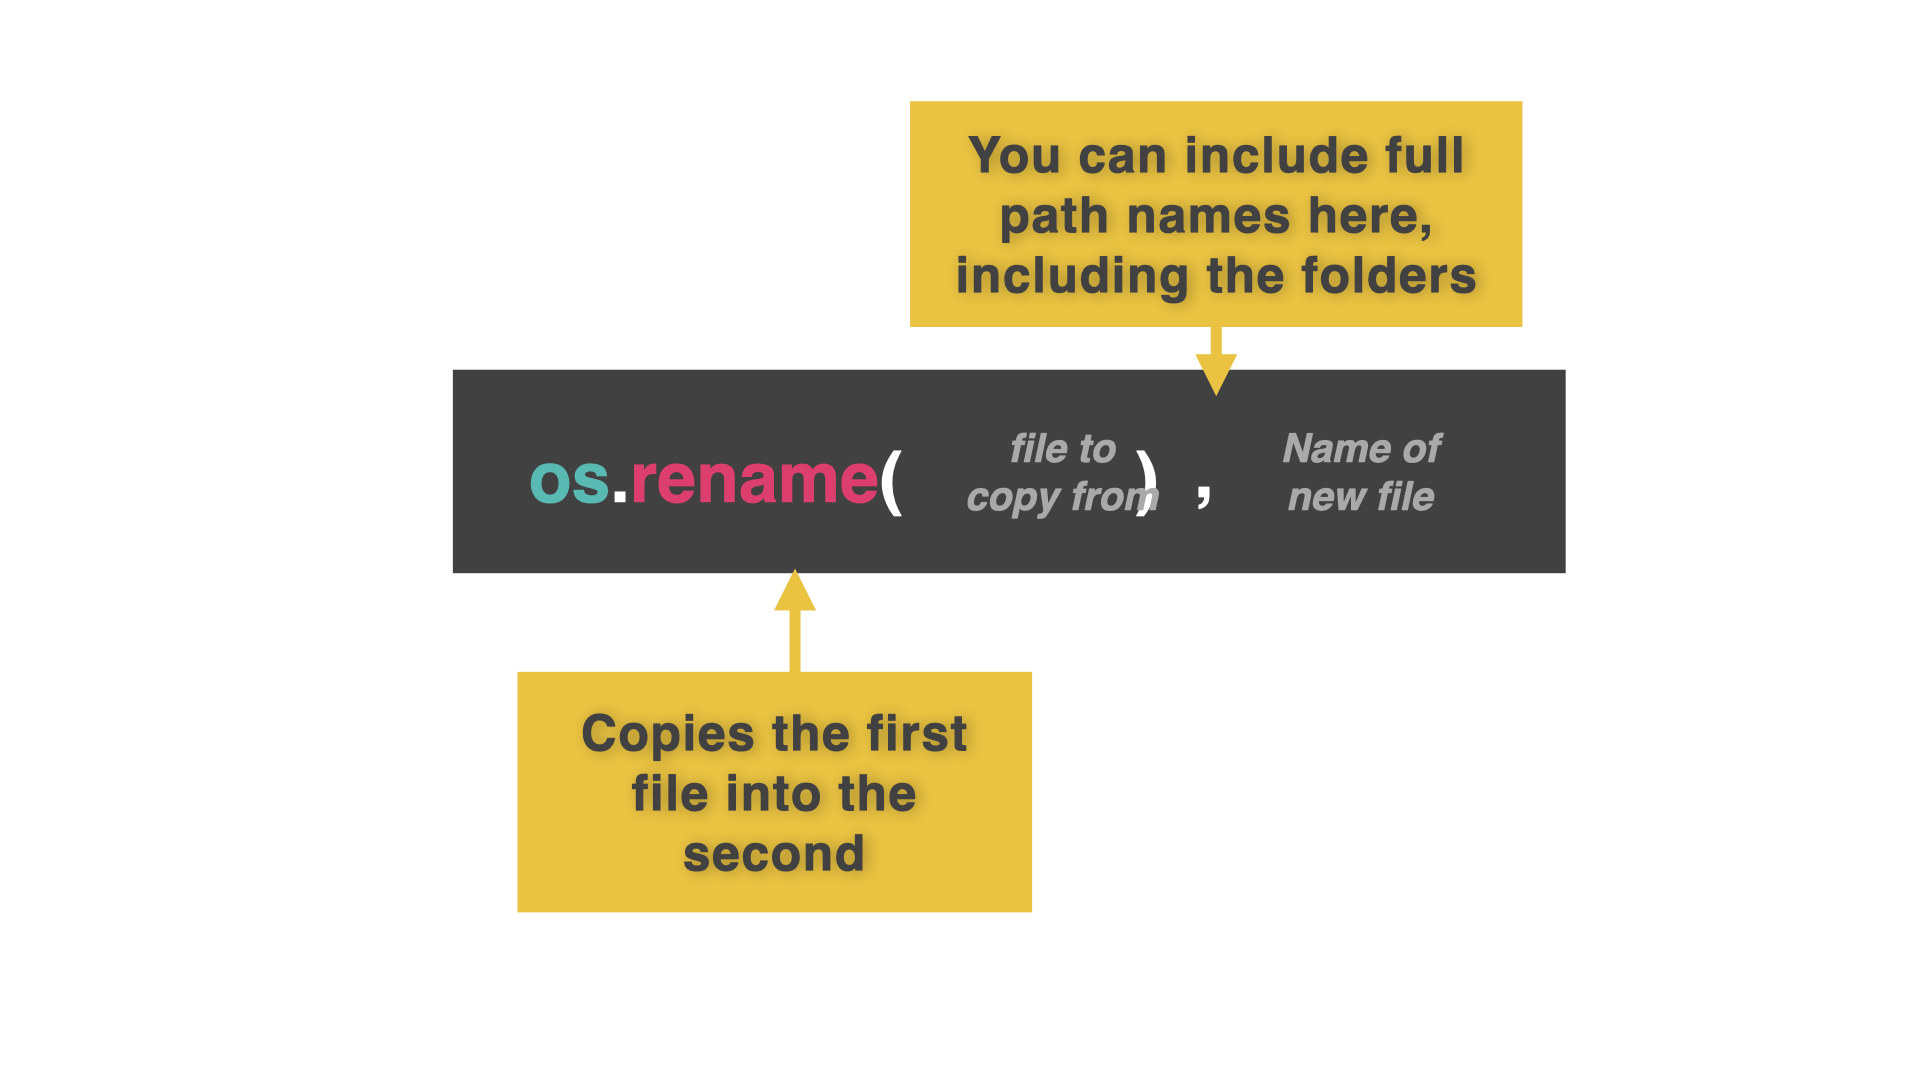 You can include full
path names here,
including the folders
os.rename( file to copy from) , Name of new file
Copies the first
file into the
second